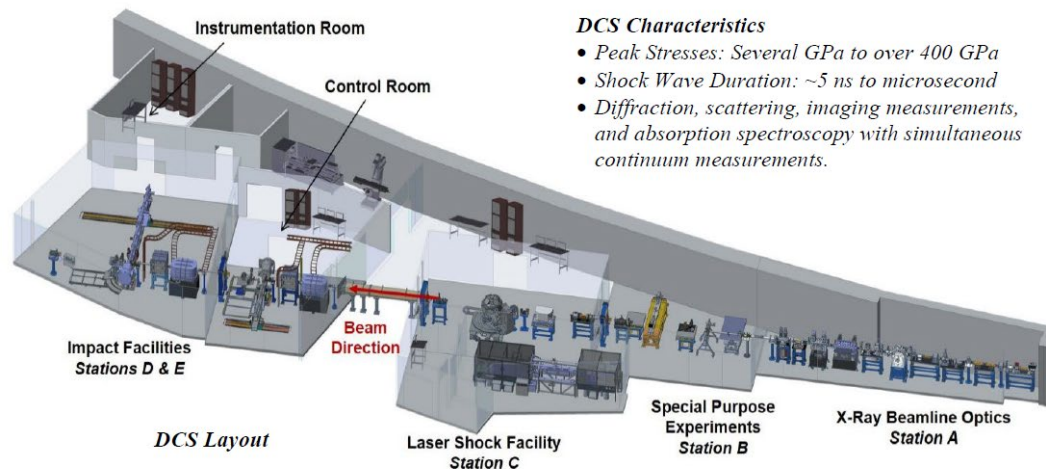 Instrumentation Room
Control Room
DCS Characteristics
• Peak Stresses: Several GPa to over 400 GPa
• Shock Wave Duration: ~5 ns to microsecond
• Diffraction, scattering, imaging measurements,
and absorption spectroscopy with simultaneous
continuum measurements.
Beam
Direction
Impact Facilities
Stations D & E
DCS Layout
Laser Shock Facility
Station C
Special Purpose
Experiments
Station B
X-Ray Beamline Optics
Station A